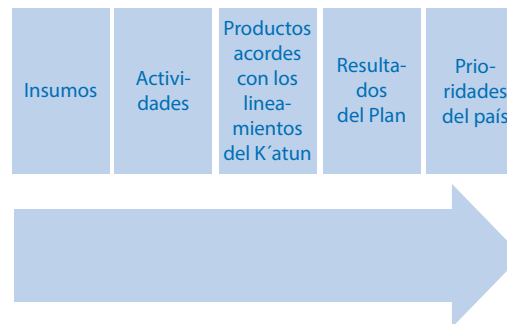 Insumos
Activi-
dades
Productos
acordes
con los
linea-
mientos
del K´atun
Resulta-
dos
del Plan
Prio-
ridades
del país